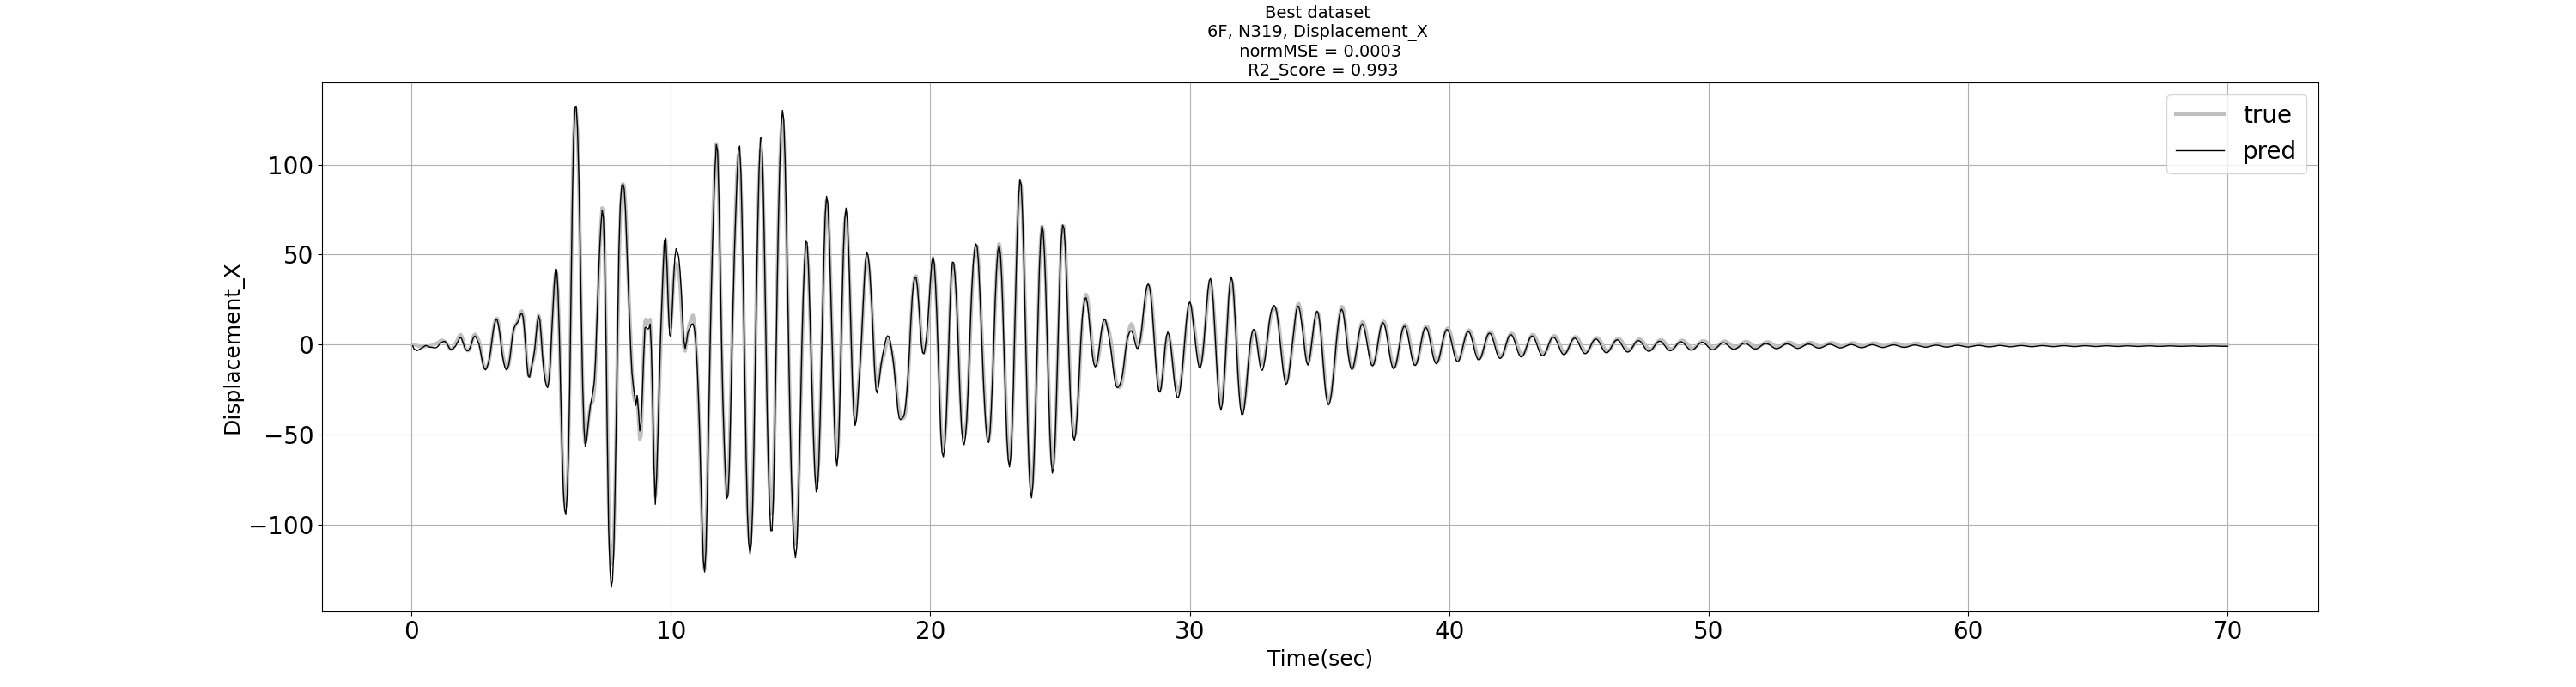 Best dataset
6F, N319, Displacement_X
normMSE = 0.0003
R2_Score = 0.993
true
pred
100
50
0
−50
−100
Displacement_X
0 10 20 30 40 50 60 70
Time(sec)